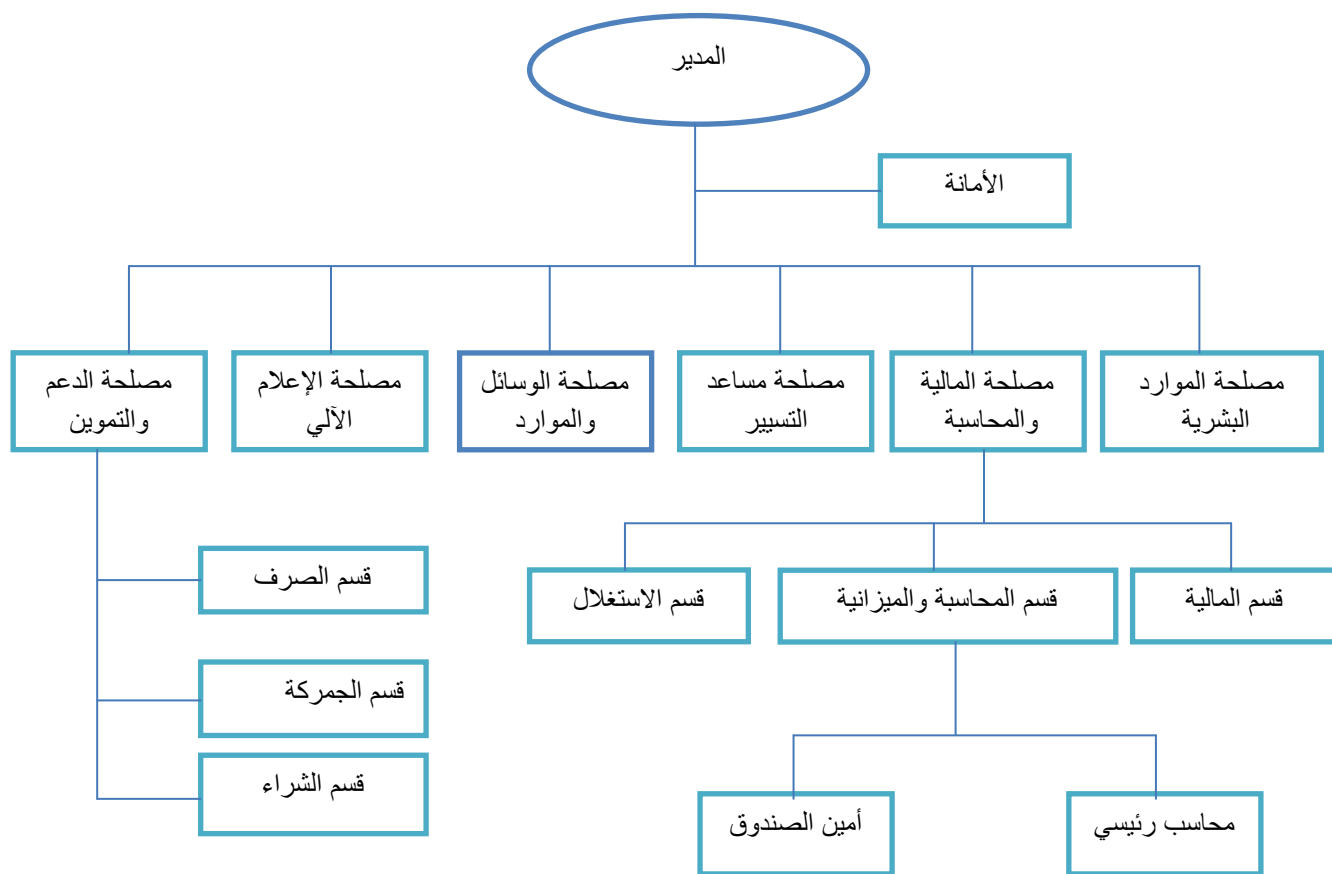 المدير
الأمانة
مصلحة الموارد
البشرية
مصلحة المالية
والمحاسبة
مصلحة مساعد
التسيير
مصلحة الوسائل
والموارد
مصلحة الإعلام
الآلي
مصلحة الدعم
والتموين
قسم المالية
قسم المحاسبة والميزانية
قسم الاستغلال
قسم الصرف
قسم الجمركة
قسم الشراء
محاسب رئيسي
أمين الصندوق